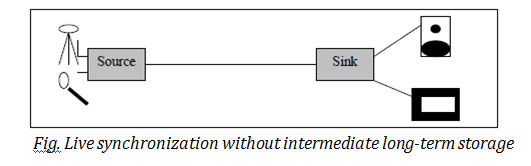 Source
Sink
Fig. Live synchronization without intermediate long-term storage